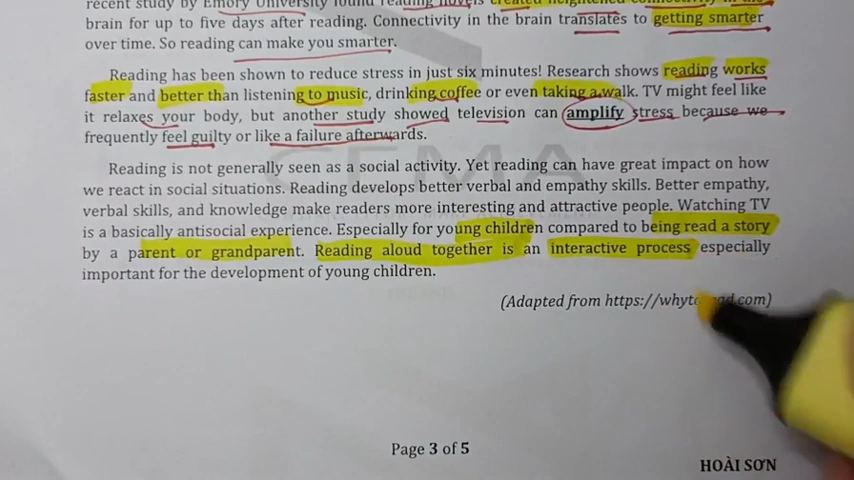 recent study by Emory University found reading novels created heightened connectivity in the
brain for up to five days after reading. Connectivity in the brain translates to getting smarter
over time. So reading can make you smarter.
Reading has been shown to reduce stress in just six minutes! Research shows reading works
faster and better than listening to music, drinking coffee or even taking a walk. TV might feel like
it relaxes your body, but another study showed television can amplify stress because we
frequently feel guilty or like a failure afterwards.
Reading is not generally seen as a social activity. Yet reading can have great impact on how
we react in social situations. Reading develops better verbal and empathy skills. Better empathy,
verbal skills, and knowledge make readers more interesting and attractive people. Watching TV
is a basically antisocial experience. Especially for young children compared to being read a story
by a parent or grandparent. Reading aloud together is an interactive process especially
important for the development of young children.
(Adapted from
Page 3 of 5
HOÀI SƠN